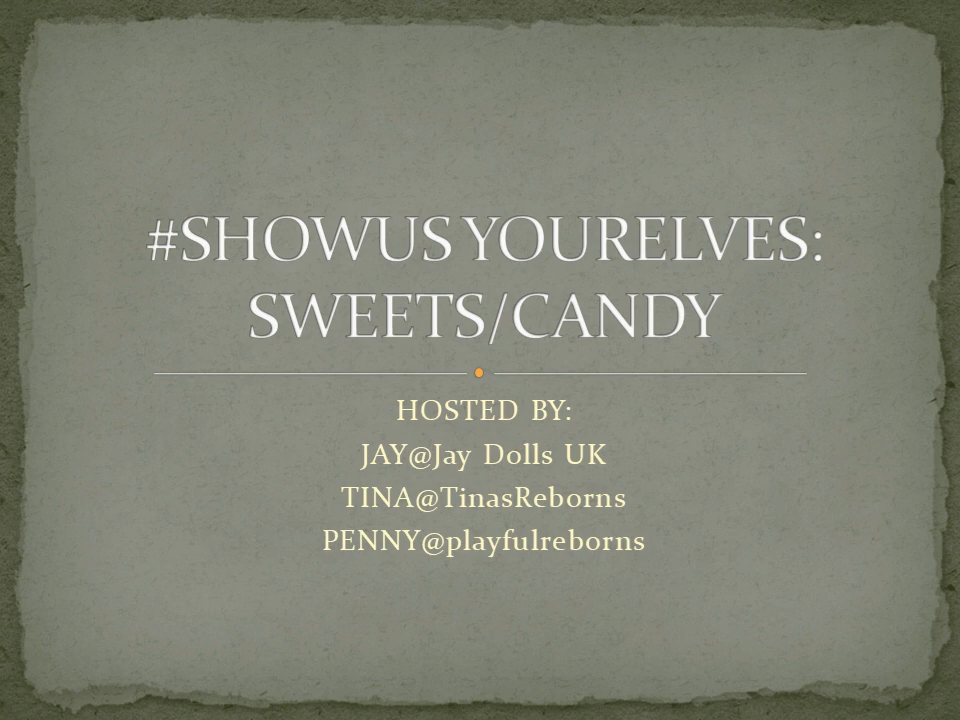 #SHOWUS YOURELVES:
SWEETS/CANDY
HOSTED BY:
JAY@Jay Dolls UK
TINA@TinasReborns
PENNY@playfulreborns